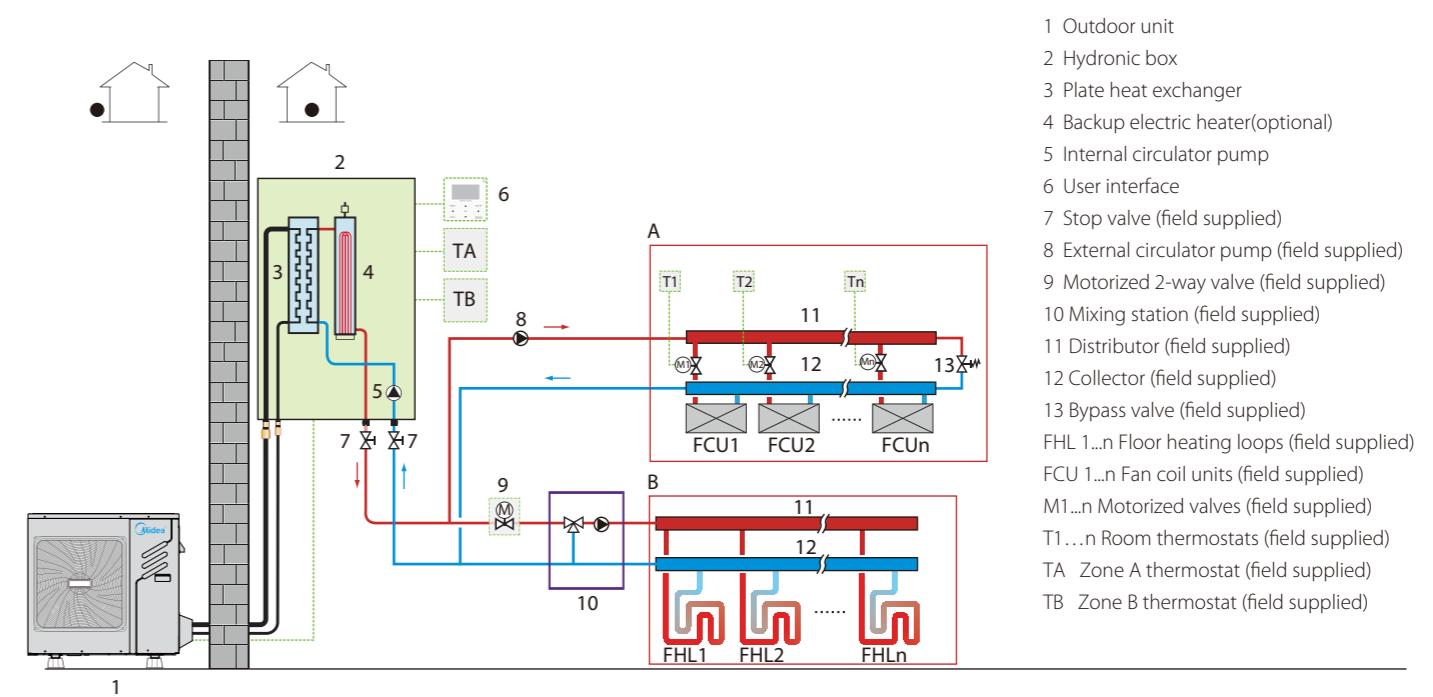 2
6
TA
TB
3
4
5
7
7
A
T1
T2
Tn
8
11
M1
M2
Mn
12
13
FCU1
FCU2
......
FCUn
9
M
B
11
12
10
FHL1
FHL2
......
FHLn
Midea
1
1 Outdoor unit
2 Hydronic box
3 Plate heat exchanger
4 Backup electric heater(optional)
5 Internal circulator pump
6 User interface
7 Stop valve (field supplied)
8 External circulator pump (field supplied)
9 Motorized 2-way valve (field supplied)
10 Mixing station (field supplied)
11 Distributor (field supplied)
12 Collector (field supplied)
13 Bypass valve (field supplied)
FHL 1...n Floor heating loops (field supplied)
FCU 1...n Fan coil units (field supplied)
M1...n Motorized valves (field supplied)
T1…n Room thermostats (field supplied)
TA Zone A thermostat (field supplied)
TB Zone B thermostat (field supplied)